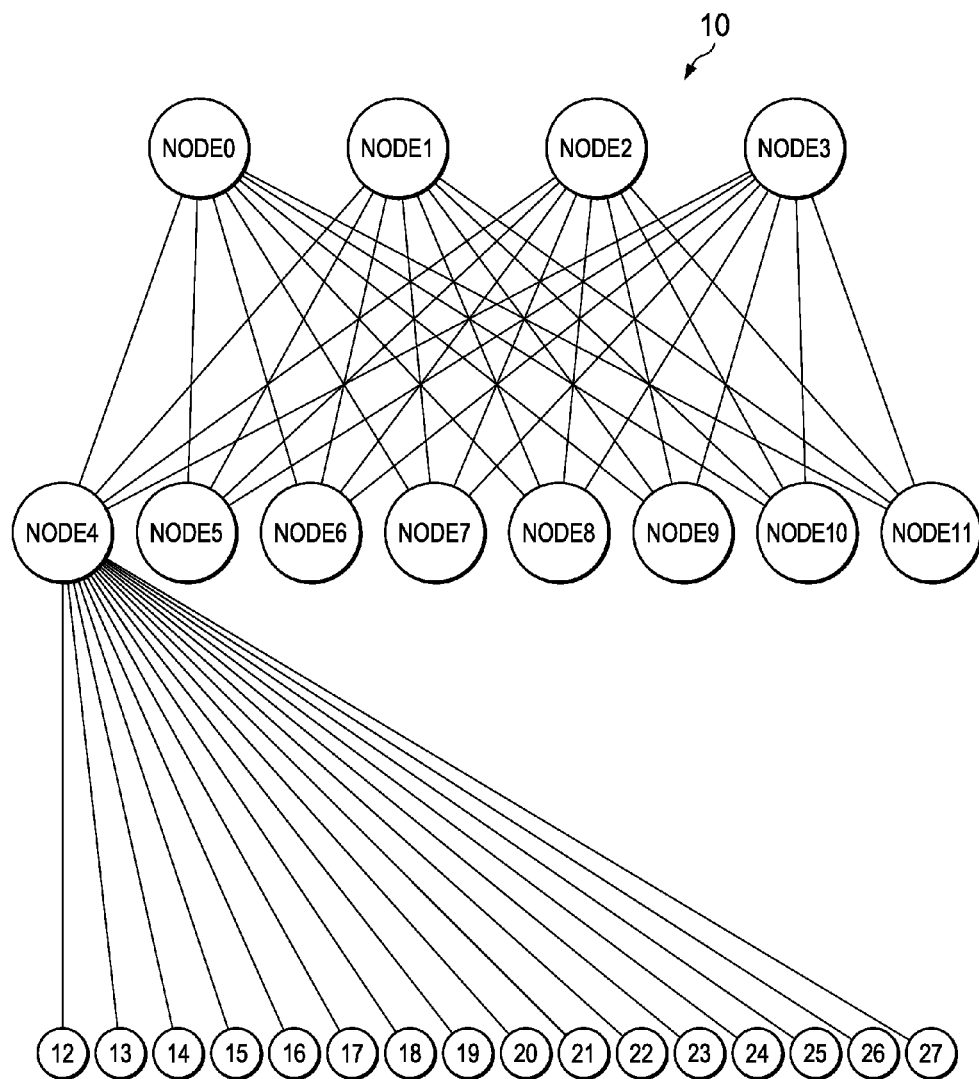 10
NODE0 NODE1 NODE2 NODE3
NODE4 NODE5 NODE6 NODE7 NODE8 NODE9 NODE10 NODE11
12 13 14 15 16 17 18 19 20 21 22 23 24 25 26 27